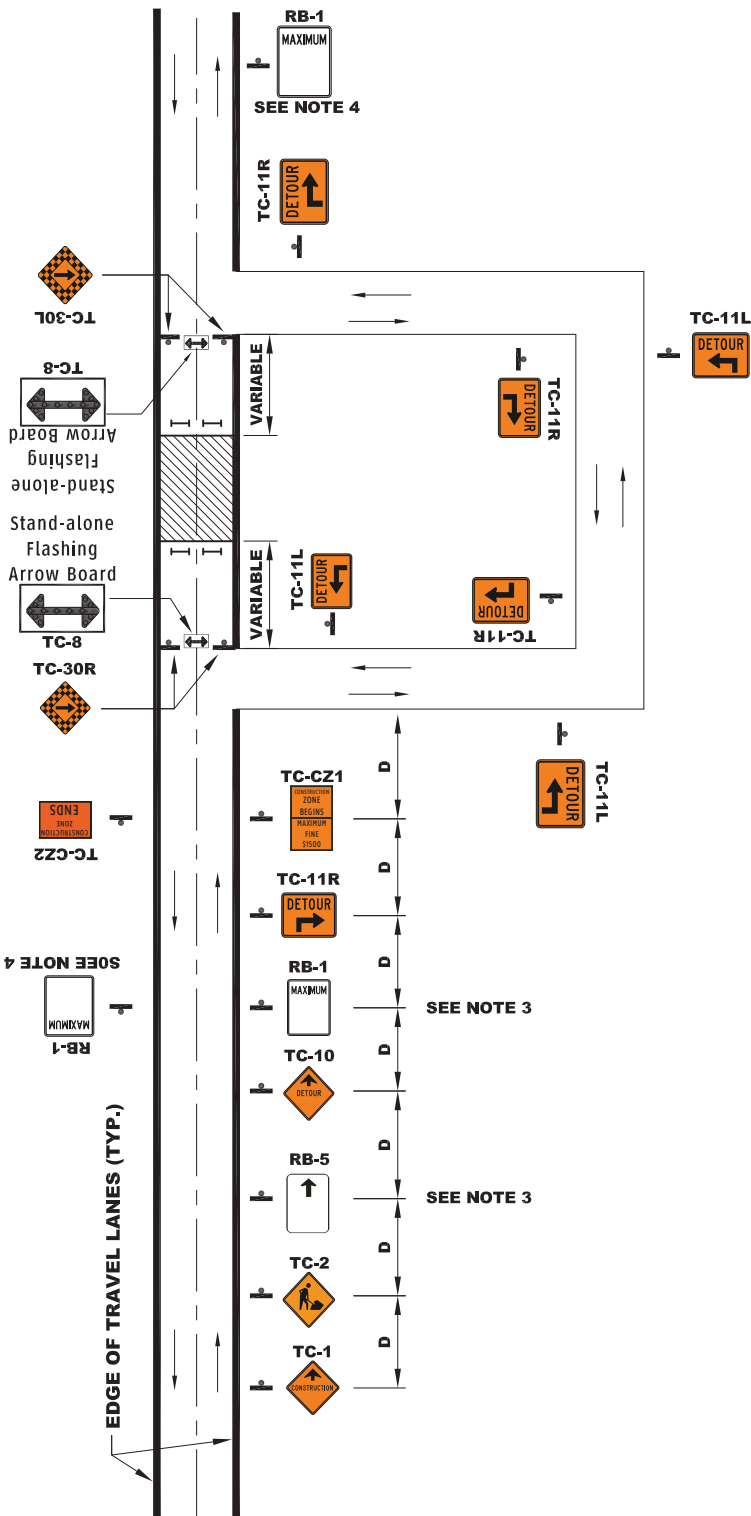 RB-1
MAXIMUM
SEE NOTE 4
TC-11R
DETOUR
TC-30L
TC-8
Stand-alone
Flashing
Arrow Board
VARIABLE
TC-11L
DETOUR
DETOUR
TC-11R
Stand-alone
Flashing
Arrow Board
TC-8
VARIABLE
TC-11L
DETOUR
DETOUR
TC-11R
TC-30R
TC-11L
DETOUR
TC-CZ2
CONSTRUCTION
ZONE
ENDS
TC-CZ1
CONSTRUCTION
ZONE
BEGINS
MAXIMUM
FINE
$1500
D
D
TC-11R
DETOUR
D
RB-1
MAXIMUM
S0EE NOTE 4
RB-1
MAXIMUM
SEE NOTE 3
D
TC-10
DETOUR
D
RB-5
SEE NOTE 3
D
TC-2
D
TC-1
CONSTRUCTION
EDGE OF TRAVEL LANES (TYP.)